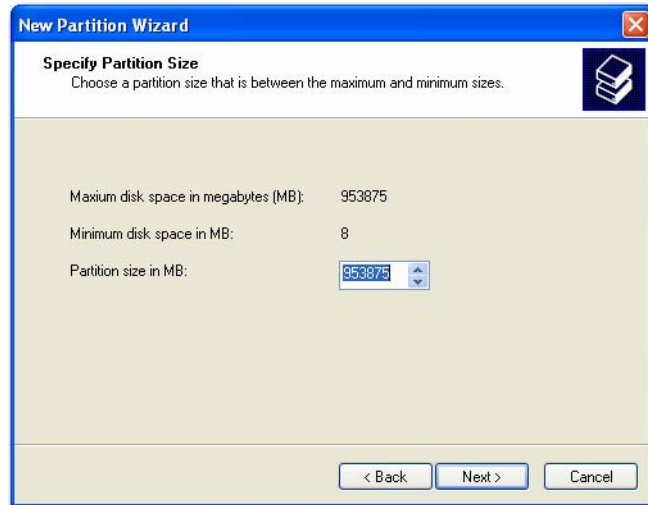 New Partition Wizard
Specify Partition Size
Choose a partition size that is between the maximum and minimum sizes.
Maxium disk space in megabytes (MB): 953875
Minimum disk space in MB: 8
Partition size in MB: 953875
< Back Next > Cancel